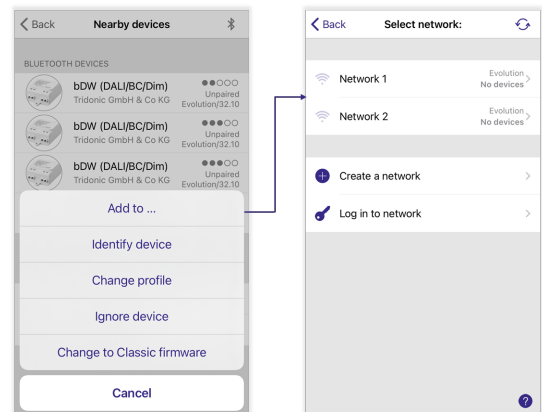 Back
Nearby devices
BLUETOOTH DEVICES
bDW (DALI/BC/Dim)
Tridonic GmbH & Co KG
Unpaired
Evolution/32.10
bDW (DALI/BC/Dim)
Tridonic GmbH & Co KG
Unpaired
Evolution/32.10
bDW (DALI/BC/Dim)
Tridonic GmbH & Co KG
Unpaired
Evolution/32.10
Add to ...
Identify device
Change profile
Ignore device
Change to Classic firmware
Cancel
Back
Select network:
Network 1
Evolution
No devices
Network 2
Evolution
No devices
Create a network
Log in to network
?